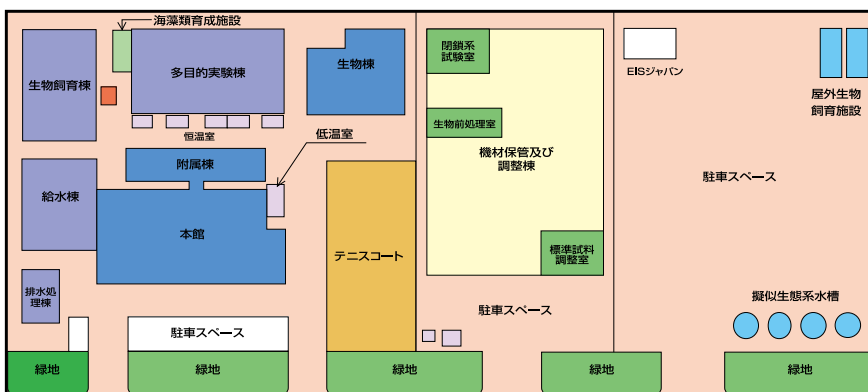 海藻類育成施設
生物飼育棟
多目的実験棟
生物棟
閉鎖系
試験室
EISジャパン
屋外生物
飼育施設
恒温室
低温室
生物前処理室
機材保管及び
調整棟
附属棟
給水棟
本館
駐車スペース
テニスコート
標準試料
調整室
排水処
理棟
駐車スペース
駐車スペース
擬似生態系水槽
緑地
緑地
緑地
緑地
緑地